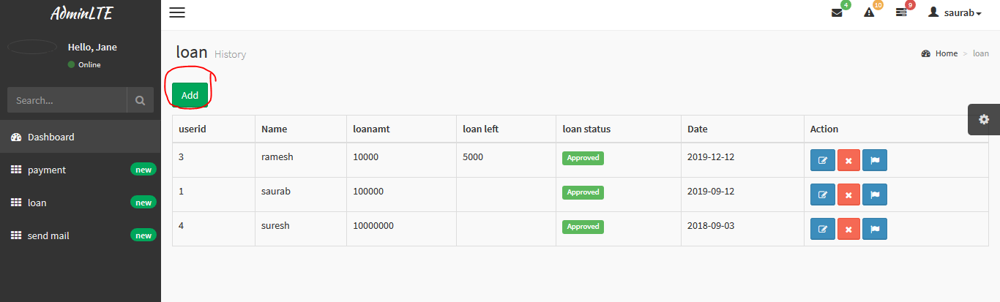 AdminLTE
4
10
9
saurab
Hello, Jane
Online
Search...
Dashboard
payment new
loan new
send mail new
loan History
Home > loan
Add
userid Name loanamt loan left loan status Date Action
3 ramesh 10000 5000 Approved 2019-12-12
1 saurab 100000 Approved 2019-09-12
4 suresh 10000000 Approved 2018-09-03